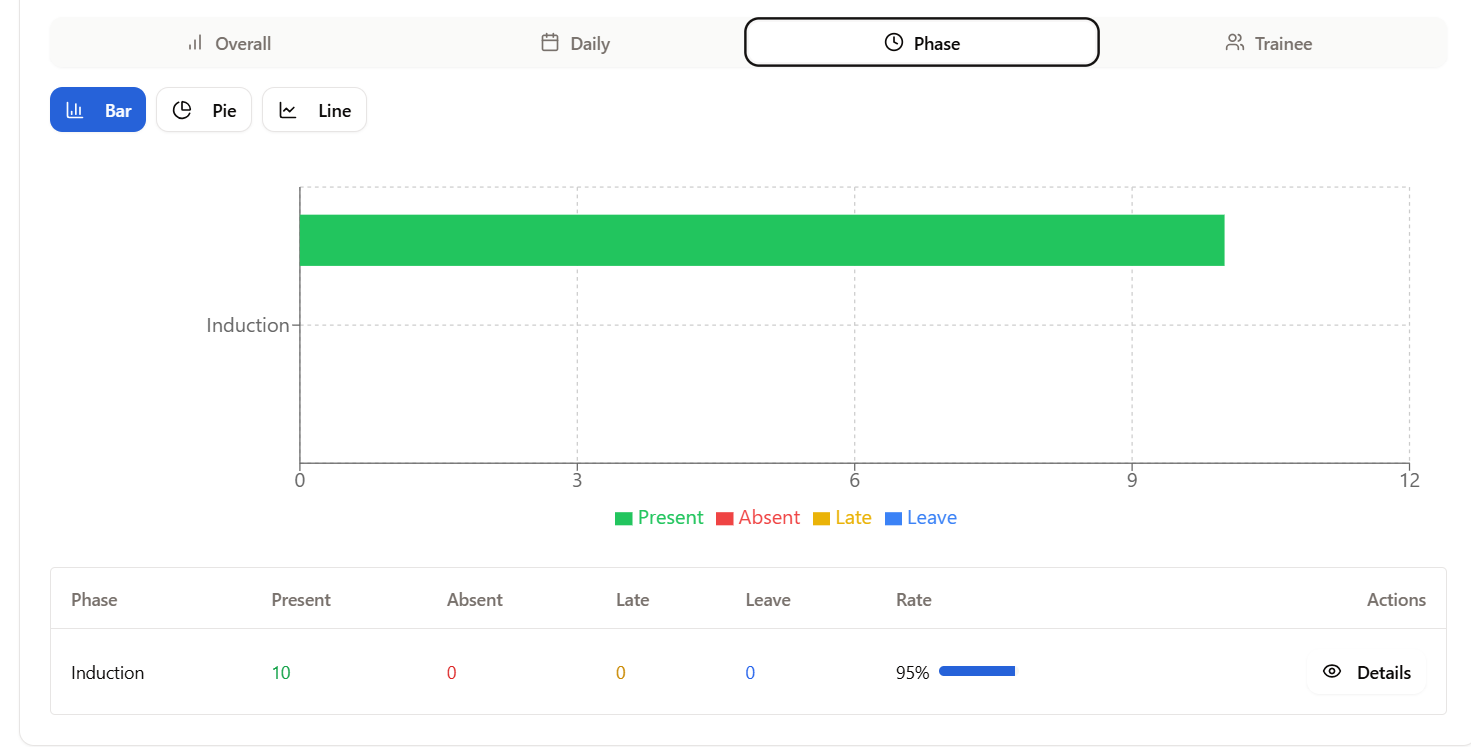 Overall Daily Phase Trainee
Bar Pie Line
Induction
0 3 6 9 12
Present Absent Late Leave
Phase Present Absent Late Leave Rate Actions
Induction 10 0 0 0 95% Details